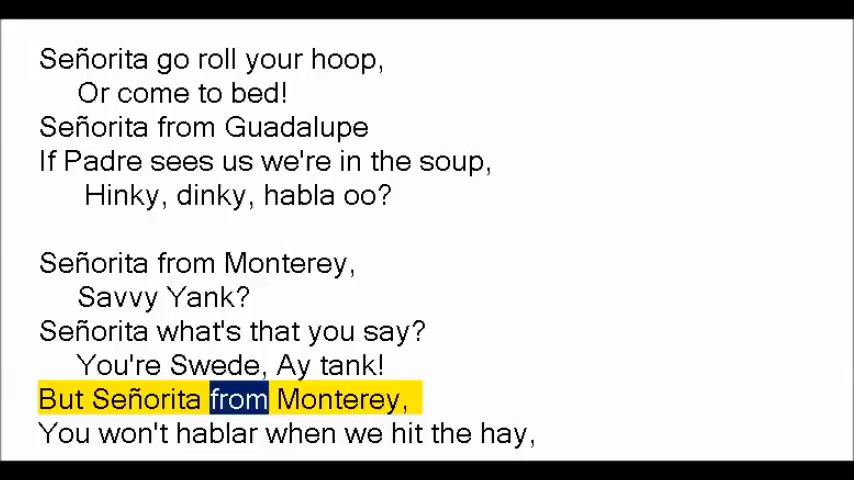 Señorita go roll your hoop,
Or come to bed!
Señorita from Guadalupe
If Padre sees us we're in the soup,
Hinky, dinky, habla oo?
Señorita from Monterey,
Savvy Yank?
Señorita what's that you say?
You're Swede, Ay tank!
But Señorita from Monterey,
You won't hablar when we hit the hay,